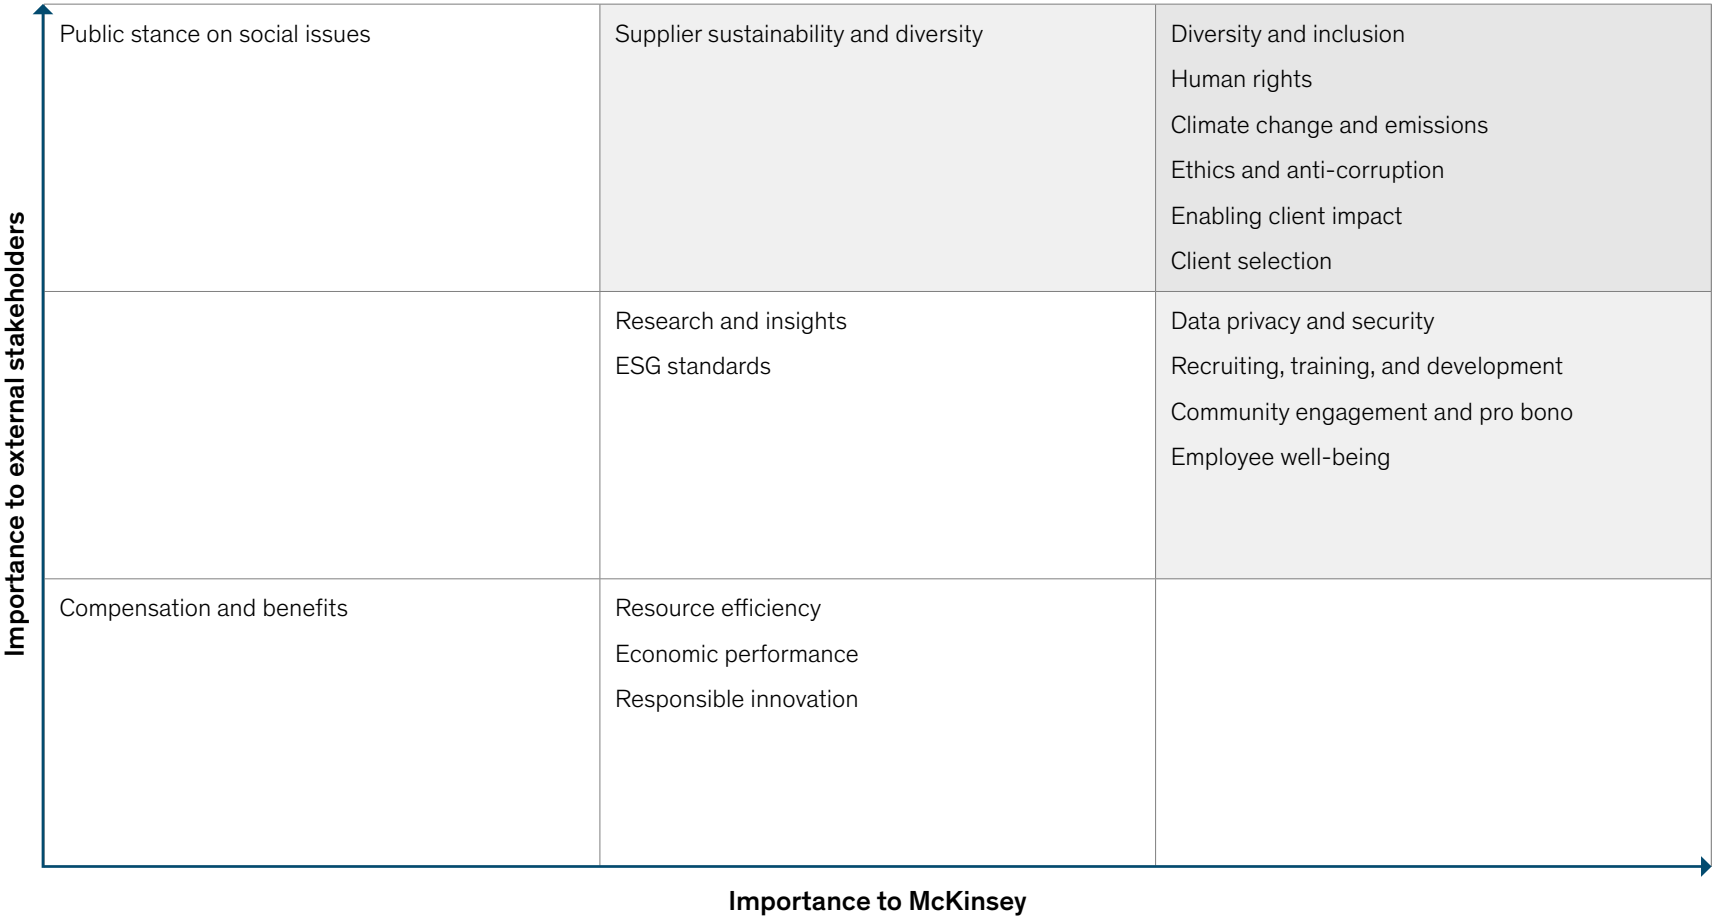 Importance to external stakeholders
Public stance on social issues
Supplier sustainability and diversity
Diversity and inclusion
Human rights
Climate change and emissions
Ethics and anti-corruption
Enabling client impact
Client selection
Research and insights
ESG standards
Data privacy and security
Recruiting, training, and development
Community engagement and pro bono
Employee well-being
Compensation and benefits
Resource efficiency
Economic performance
Responsible innovation
Importance to McKinsey